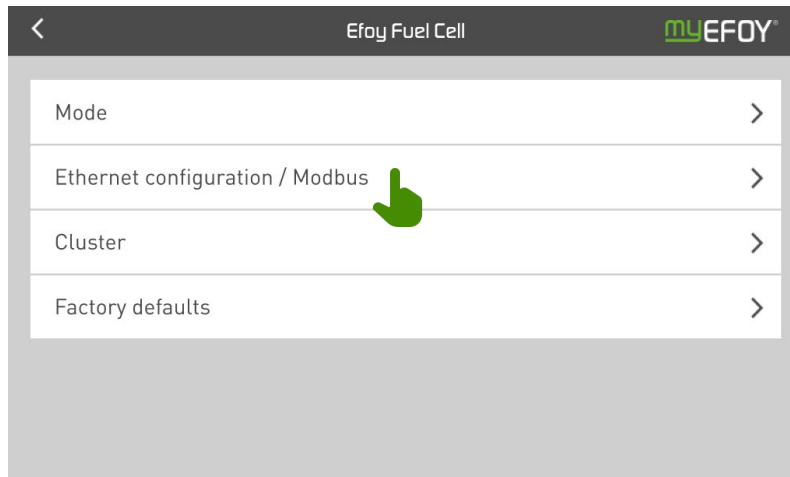 Efoy Fuel Cell
myEFOY®
Mode
Ethernet configuration / Modbus
Cluster
Factory defaults